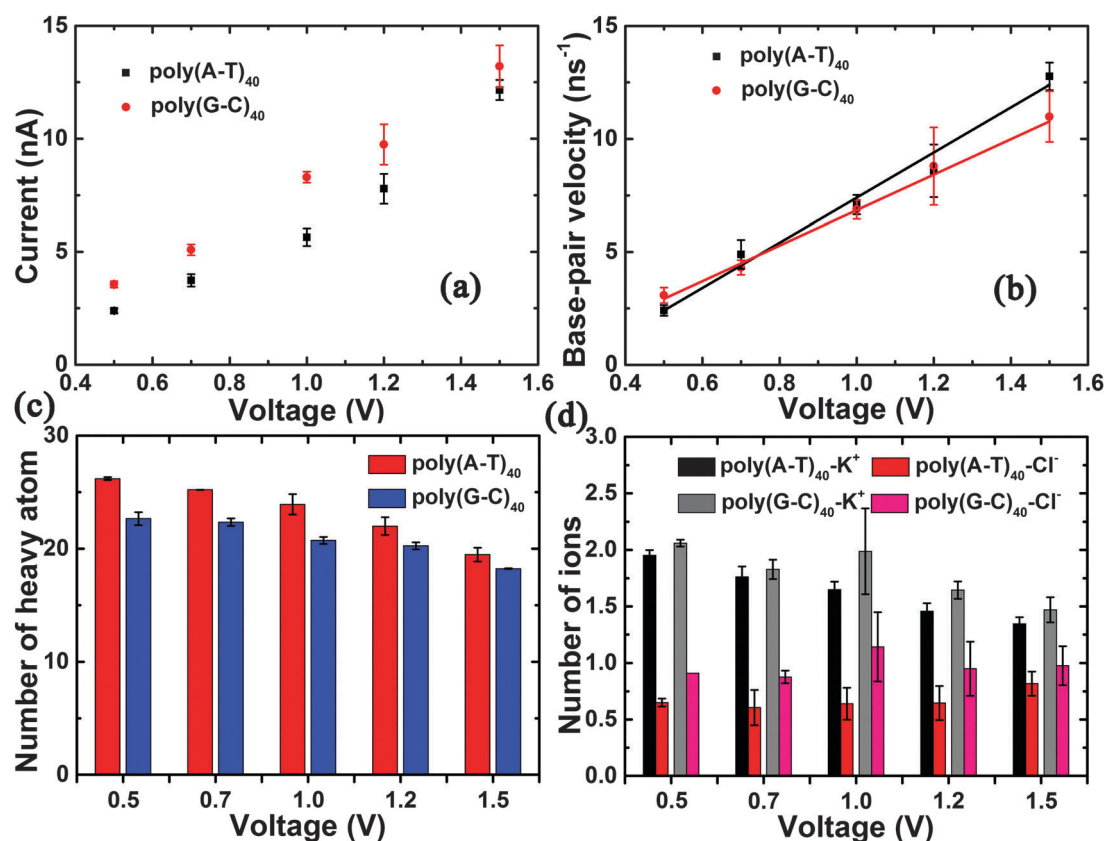 15
10
5
0
0.4 0.6 0.8 1.0 1.2 1.4 1.6
Current (nA)
Voltage (V)
poly(A-T)40
poly(G-C)40
(a)
15
10
5
0
0.4 0.6 0.8 1.0 1.2 1.4 1.6
Base-pair velocity (ns-1)
Voltage (V)
poly(A-T)40
poly(G-C)40
(b)
(c)
30
20
10
0
0.5 0.7 1.0 1.2 1.5
Number of heavy atom
Voltage (V)
poly(A-T)40
poly(G-C)40
(d)
3.0
2.5
2.0
1.5
1.0
0.5
0.0
0.5 0.7 1.0 1.2 1.5
Number of ions
Voltage (V)
poly(A-T)40-K+ poly(A-T)40-Cl-
poly(G-C)40-K+ poly(G-C)40-Cl-